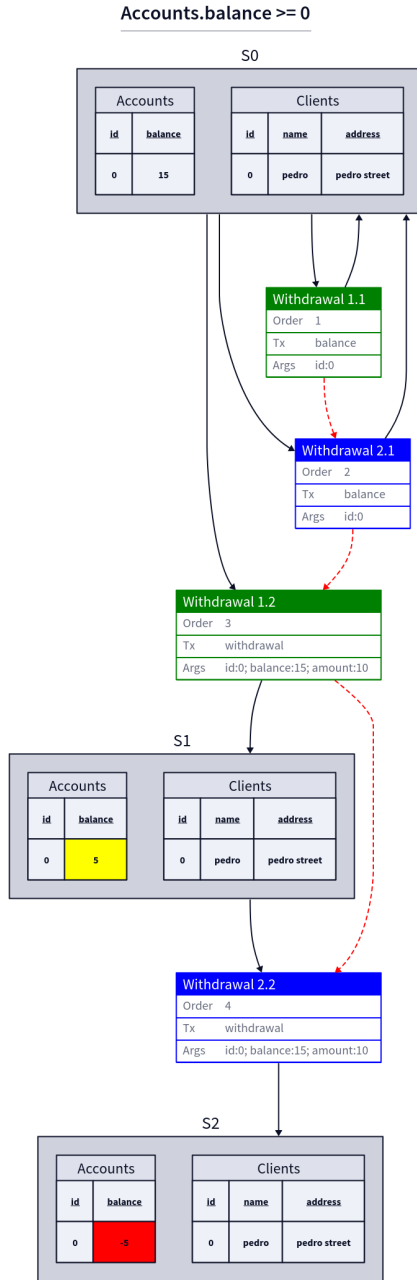 Accounts.balance >= 0
S0
Accounts
id balance
0 15
Clients
id name address
0 pedro pedro street
Withdrawal 1.1
Order 1
Tx balance
Args id:0
Withdrawal 2.1
Order 2
Tx balance
Args id:0
Withdrawal 1.2
Order 3
Tx withdrawal
Args id:0; balance:15; amount:10
S1
Accounts
id balance
0 5
Clients
id name address
0 pedro pedro street
Withdrawal 2.2
Order 4
Tx withdrawal
Args id:0; balance:15; amount:10
S2
Accounts
id balance
0 -5
Clients
id name address
0 pedro pedro street